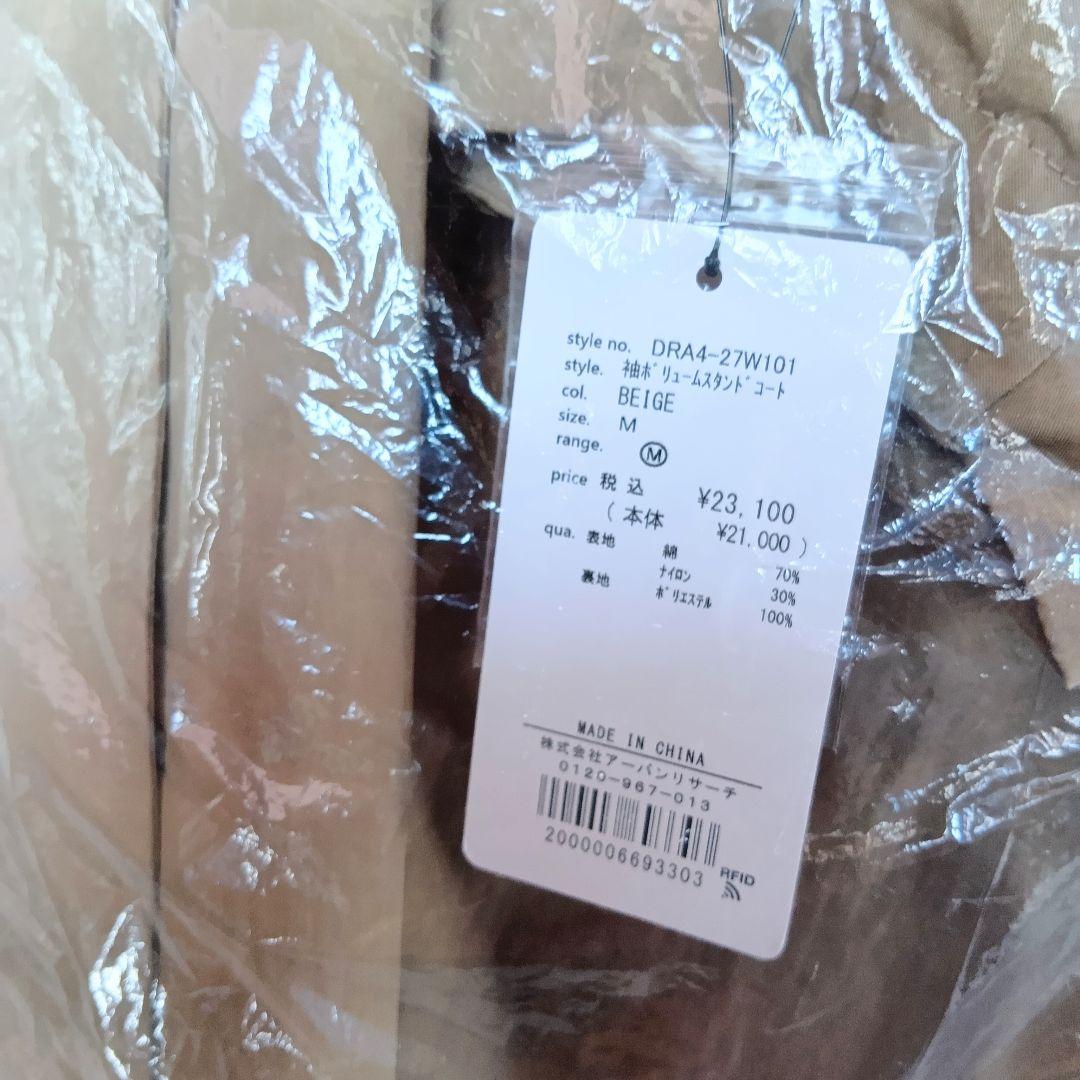 style no. DRA4-27W101
style. 袖ﾎﾞﾘｭｰﾑｽﾀﾝﾄﾞｺｰﾄ
col. BEIGE
size. M
range. Ⓜ
price 税込 ¥23,100
(本体 ¥21,000)
qua. 表地 綿 70%
ﾅｲﾛﾝ 30%
裏地 ﾎﾟﾘｴｽﾃﾙ 100%
MADE IN CHINA
株式会社アーバンリサーチ
0120-967-013
2000006693303
RFID